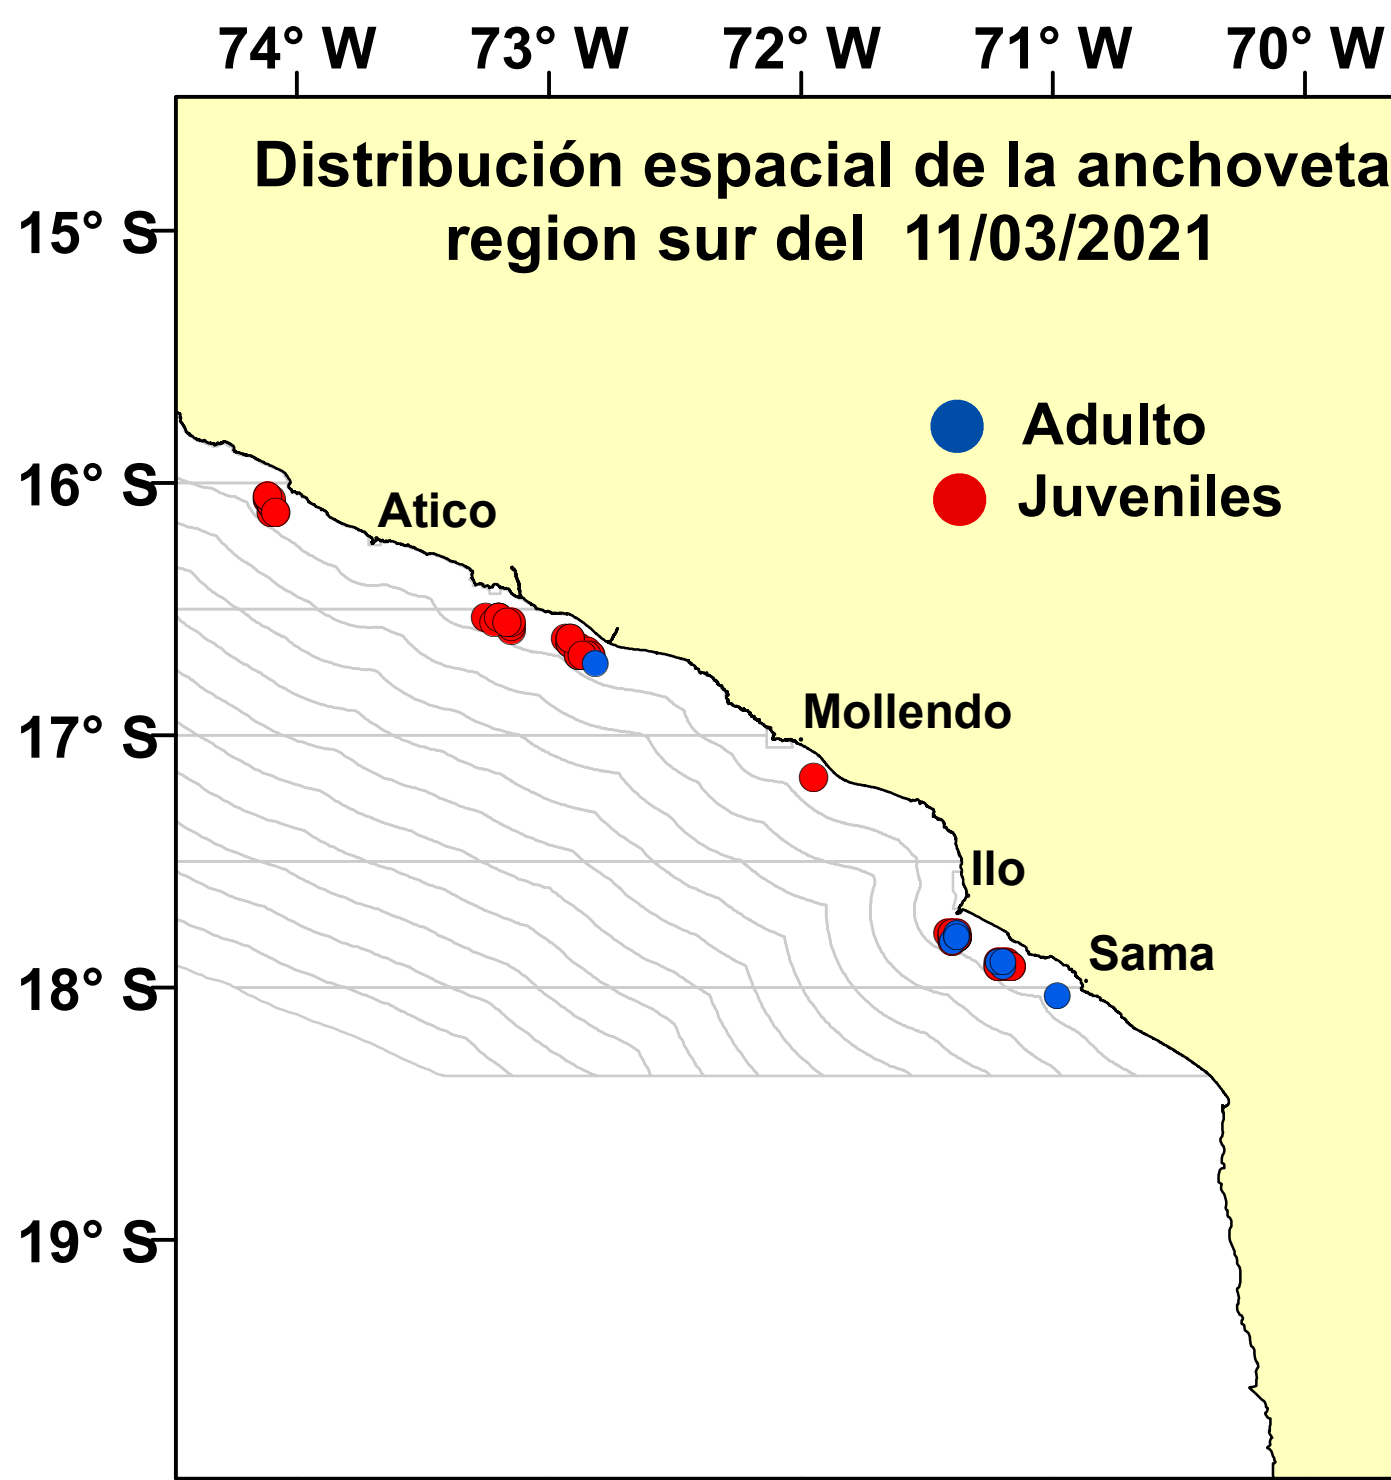 74° W 73° W 72° W 71° W 70° W
Distribución espacial de la anchoveta
region sur del 11/03/2021
15° S
Adulto
16° S
Juveniles
Atico
Mollendo
17° S
Ilo
Sama
18° S
19° S